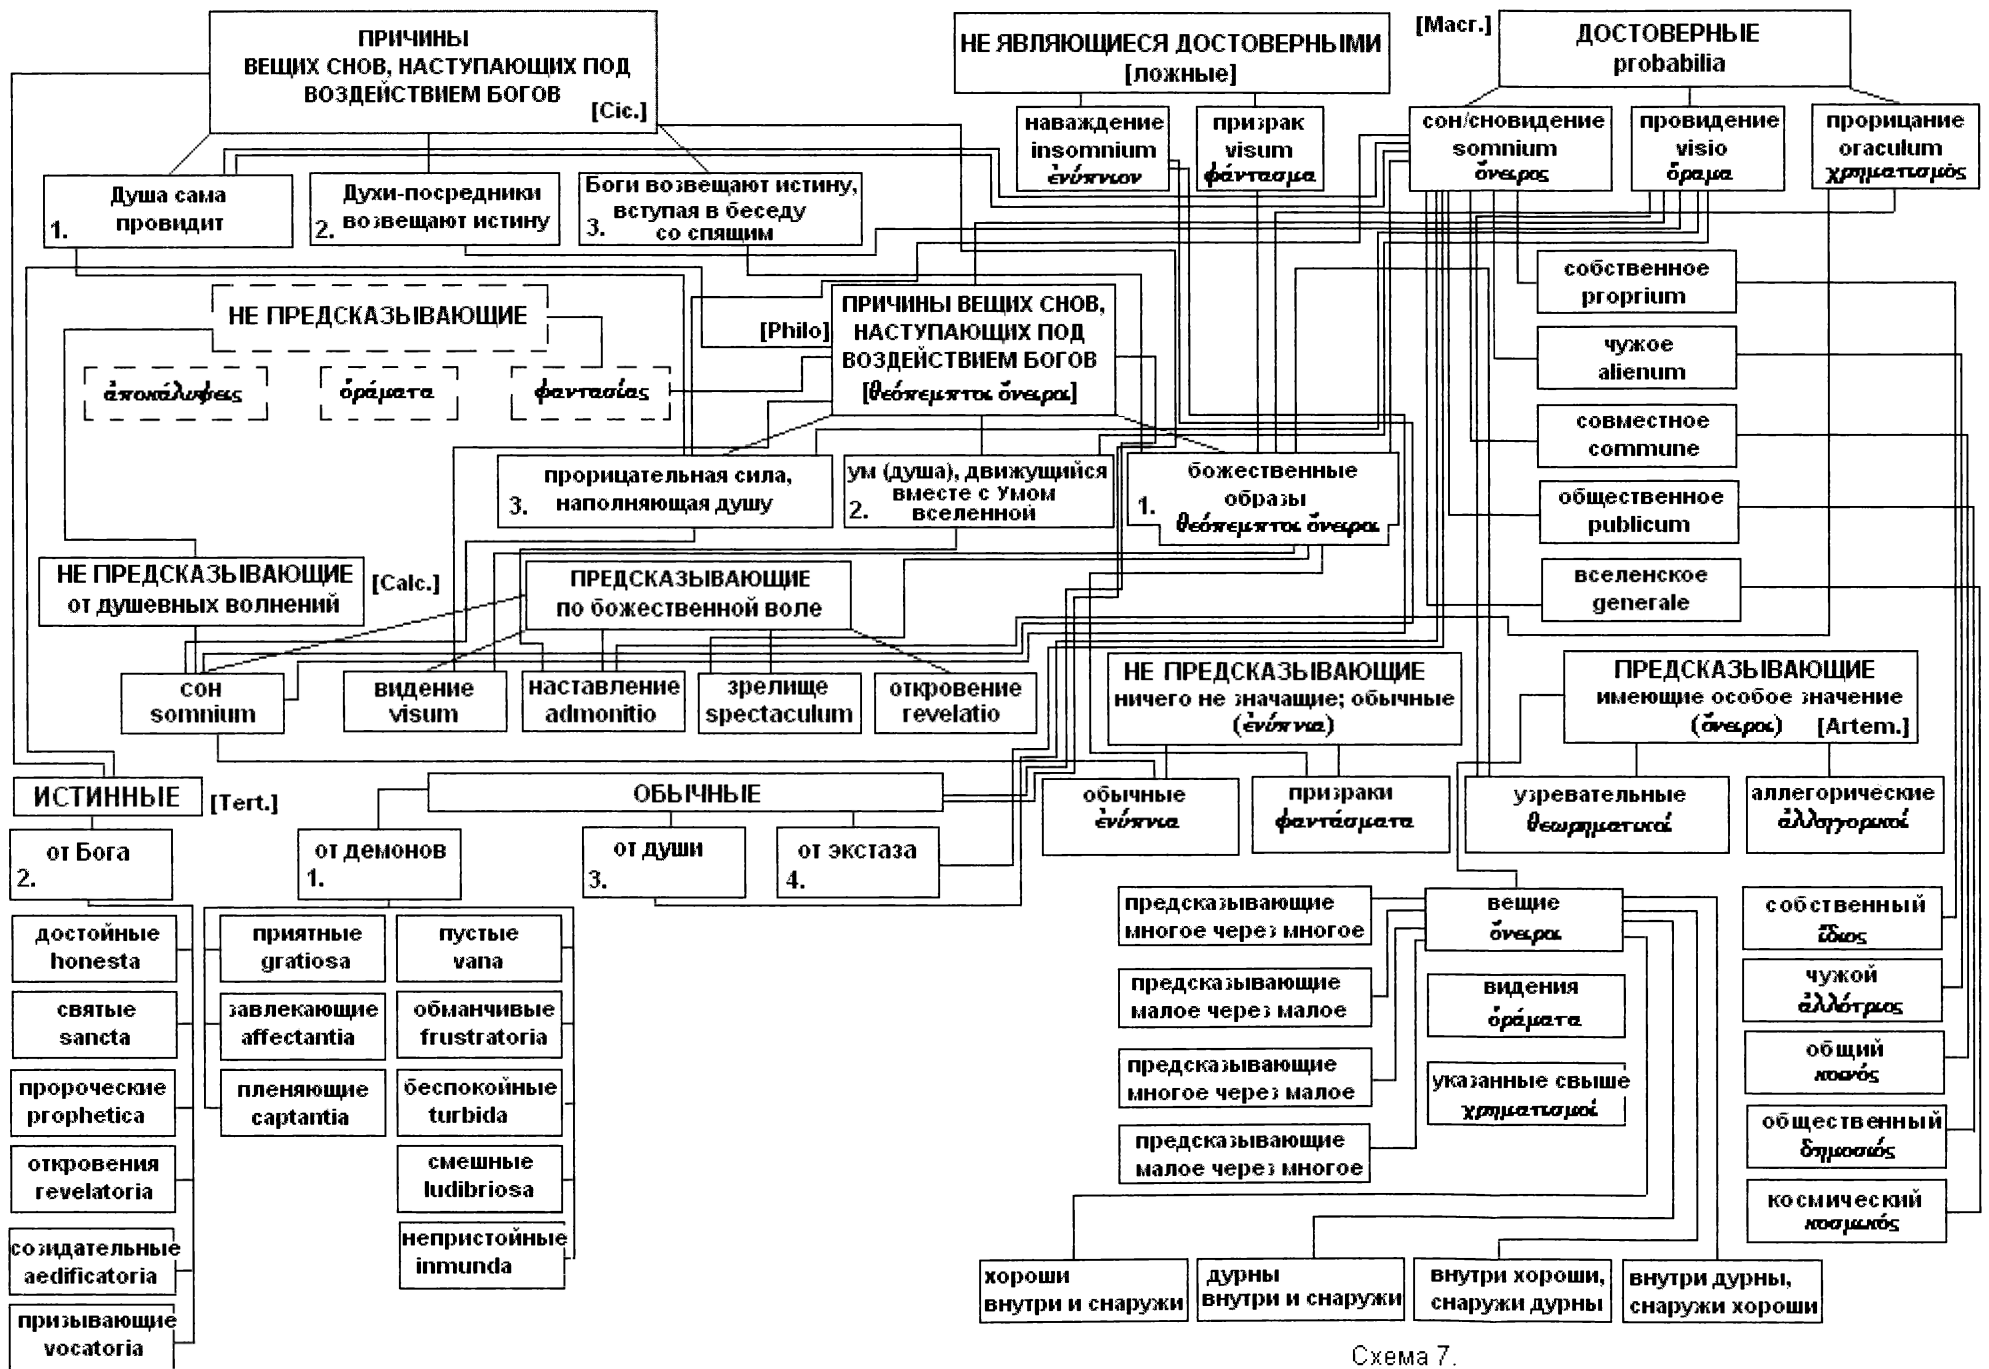 ПРИЧИНЫ
ВЕЩИХ СНОВ, НАСТУПАЮЩИХ ПОД
ВОЗДЕЙСТВИЕМ БОГОВ
[Cic.]
НЕ ЯВЛЯЮЩИЕСЯ ДОСТОВЕРНЫМИ
[ложные]
[Macr.]
ДОСТОВЕРНЫЕ
probabilia
наваждение
insomnium
ἐνύπνιον
призрак
visum
φάντασμα
сон/сновидение
somnium
ὄνειρος
провидение
visio
ὅραμα
прорицание
oraculum
χρηματισμός
Душа сама
провидит
1.
Духи-посредники
возвещают истину
2.
Боги возвещают истину,
вступая в беседу
со спящим
3.
собственное
proprium
чужое
alienum
совместное
commune
общественное
publicum
вселенское
generale
НЕ ПРЕДСКАЗЫВАЮЩИЕ
ἀποκάλυψεις
ὁράματα
φαντασίας
[Philo]
ПРИЧИНЫ ВЕЩИХ СНОВ,
НАСТУПАЮЩИХ ПОД
ВОЗДЕЙСТВИЕМ БОГОВ
[θεόπεμπτοι ὄνειροι]
прорицательная сила,
наполняющая душу
3.
ум (душа), движущийся
вместе с Умом
вселенной
2.
божественные
образы
θεόπεμπτοι ὄνειροι
1.
НЕ ПРЕДСКАЗЫВАЮЩИЕ
от душевных волнений
[Calc.]
ПРЕДСКАЗЫВАЮЩИЕ
по божественной воле
сон
somnium
видение
visum
наставление
admonitio
зрелище
spectaculum
откровение
revelatio
НЕ ПРЕДСКАЗЫВАЮЩИЕ
ничего не значащие; обычные
(ἐνύπνια)
ПРЕДСКАЗЫВАЮЩИЕ
имеющие особое значение
(ὄνειροι) [Artem.]
обычные
ἐνύπνια
призраки
φαντάσματα
узревательные
θεωρηματικοί
аллегорические
ἀλληγορικοί
ИСТИННЫЕ
[Tert.]
ОБЫЧНЫЕ
от Бога
2.
от демонов
1.
от души
3.
от экстаза
4.
достойные
honesta
святые
sancta
пророческие
prophetica
откровения
revelatoria
созидательные
aedificatoria
призывающие
vocatoria
приятные
gratiosa
завлекающие
affectantia
пленяющие
captantia
пустые
vana
обманчивые
frustratoria
беспокойные
turbida
смешные
ludibriosa
непристойные
inmunda
предсказывающие
многое через многое
предсказывающие
малое через малое
предсказывающие
многое через малое
предсказывающие
малое через многое
вещие
ὄνειροι
видения
ὁράματα
указанные свыше
χρηματισμοί
собственный
ἴδιος
чужой
ἀλλότριος
общий
κοινός
общественный
δημοσιός
космический
κοσμικός
хороши
внутри и снаружи
дурны
внутри и снаружи
внутри хороши,
снаружи дурны
внутри дурны,
снаружи хороши
Схема 7.